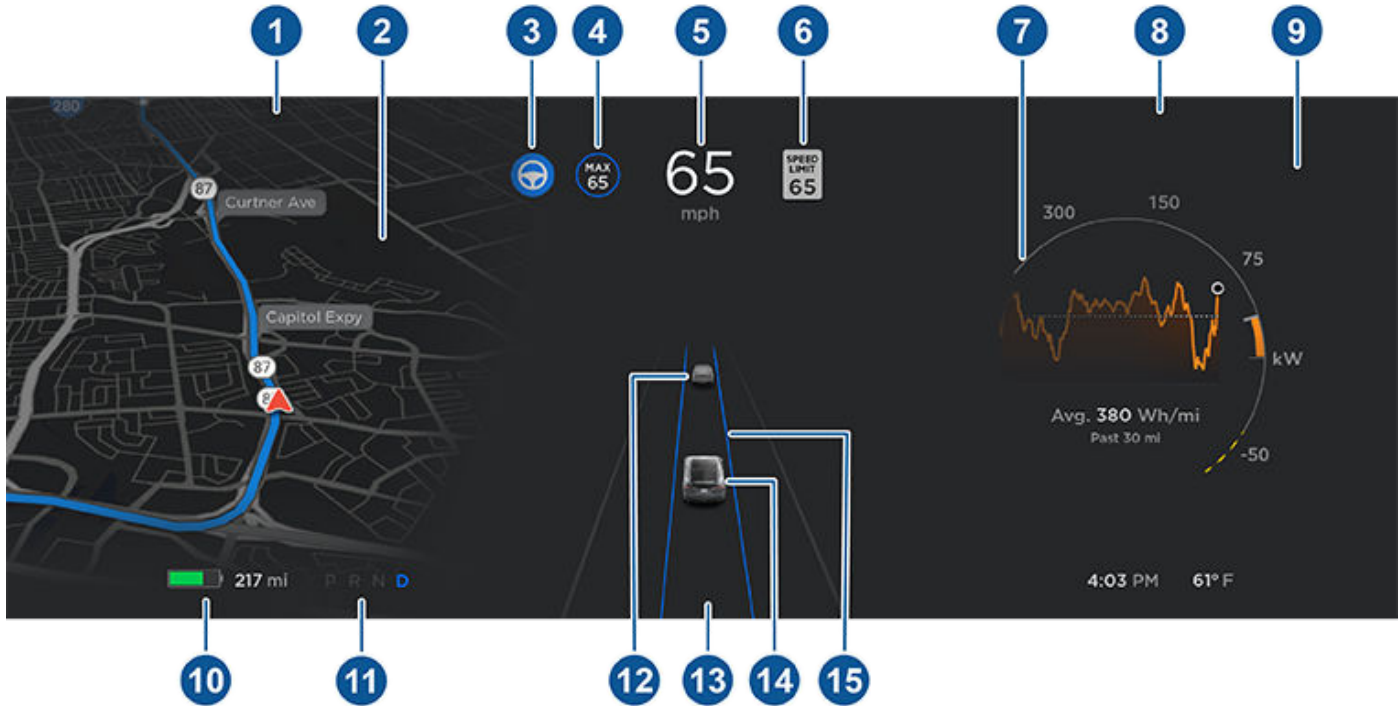 1 2 3 4 5 6 7 8 9
280
87
Curtner Ave
Capitol Expy
87
8
217 mi P R N D
MAX
65
65
mph
SPEED
LIMIT
65
300 150
75
kW
-50
Avg. 380 Wh/mi
Past 30 mi
4:03 PM 61° F
10 11 12 13 14 15